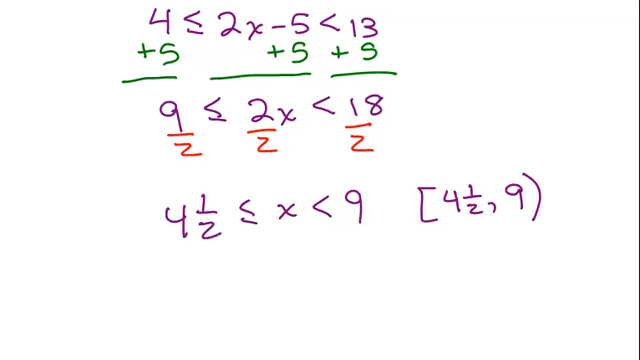 4 ≤ 2x - 5 < 13
+5 +5 +5
9 ≤ 2x < 18
2 2 2
4 1/2 ≤ x < 9 [4 1/2, 9)